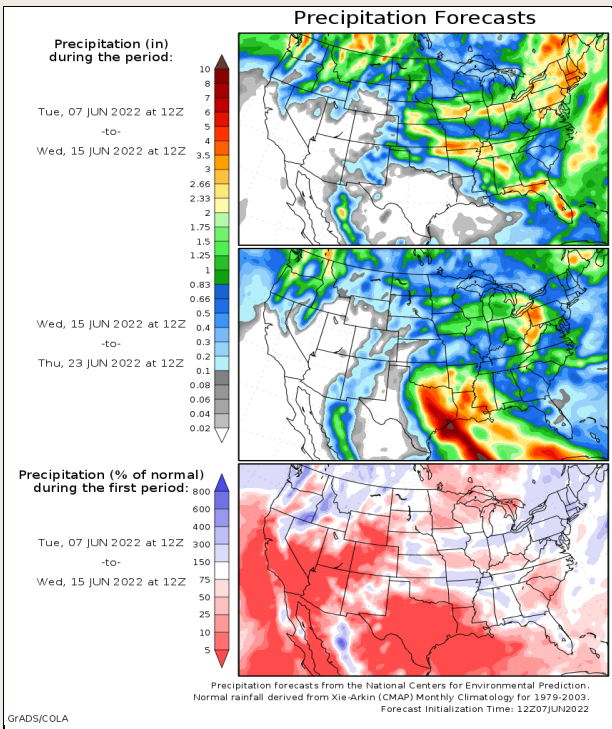 Precipitation Forecasts
Precipitation (in)
during the period:
Tue, 07 JUN 2022 at 12Z
-to-
Wed, 15 JUN 2022 at 12Z
10
8
7
6
5
4
3.5
3
2.66
2.33
2
1.75
1.5
1.25
1
0.83
0.66
0.5
0.4
0.3
0.2
0.1
0.08
0.06
0.04
0.02
Wed, 15 JUN 2022 at 12Z
-to-
Thu, 23 JUN 2022 at 12Z
Precipitation (% of normal)
during the first period:
Tue, 07 JUN 2022 at 12Z
-to-
Wed, 15 JUN 2022 at 12Z
800
600
400
300
150
75
50
25
10
5
Precipitation forecasts from the National Centers for Environmental Prediction.
Normal rainfall derived from Xie-Arkin (CMAP) Monthly Climatology for 1979-2003.
Forecast Initialization Time: 12Z07JUN2022
GrADS/COLA